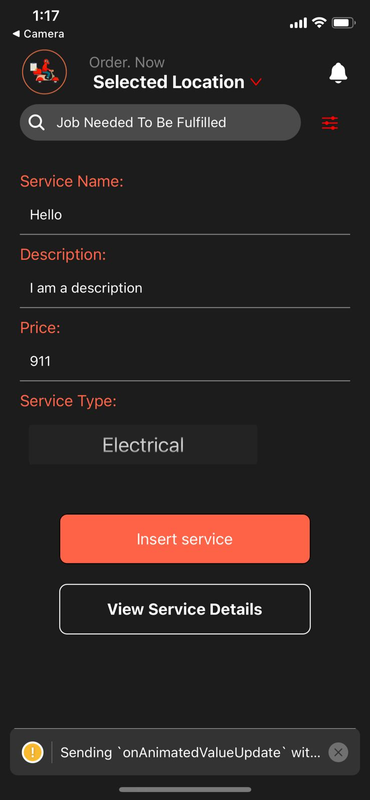 1:17
◀ Camera
Order. Now
Selected Location
Job Needed To Be Fulfilled
Service Name:
Hello
Description:
I am a description
Price:
911
Service Type:
Electrical
Insert service
View Service Details
! Sending `onAnimatedValueUpdate` wit...